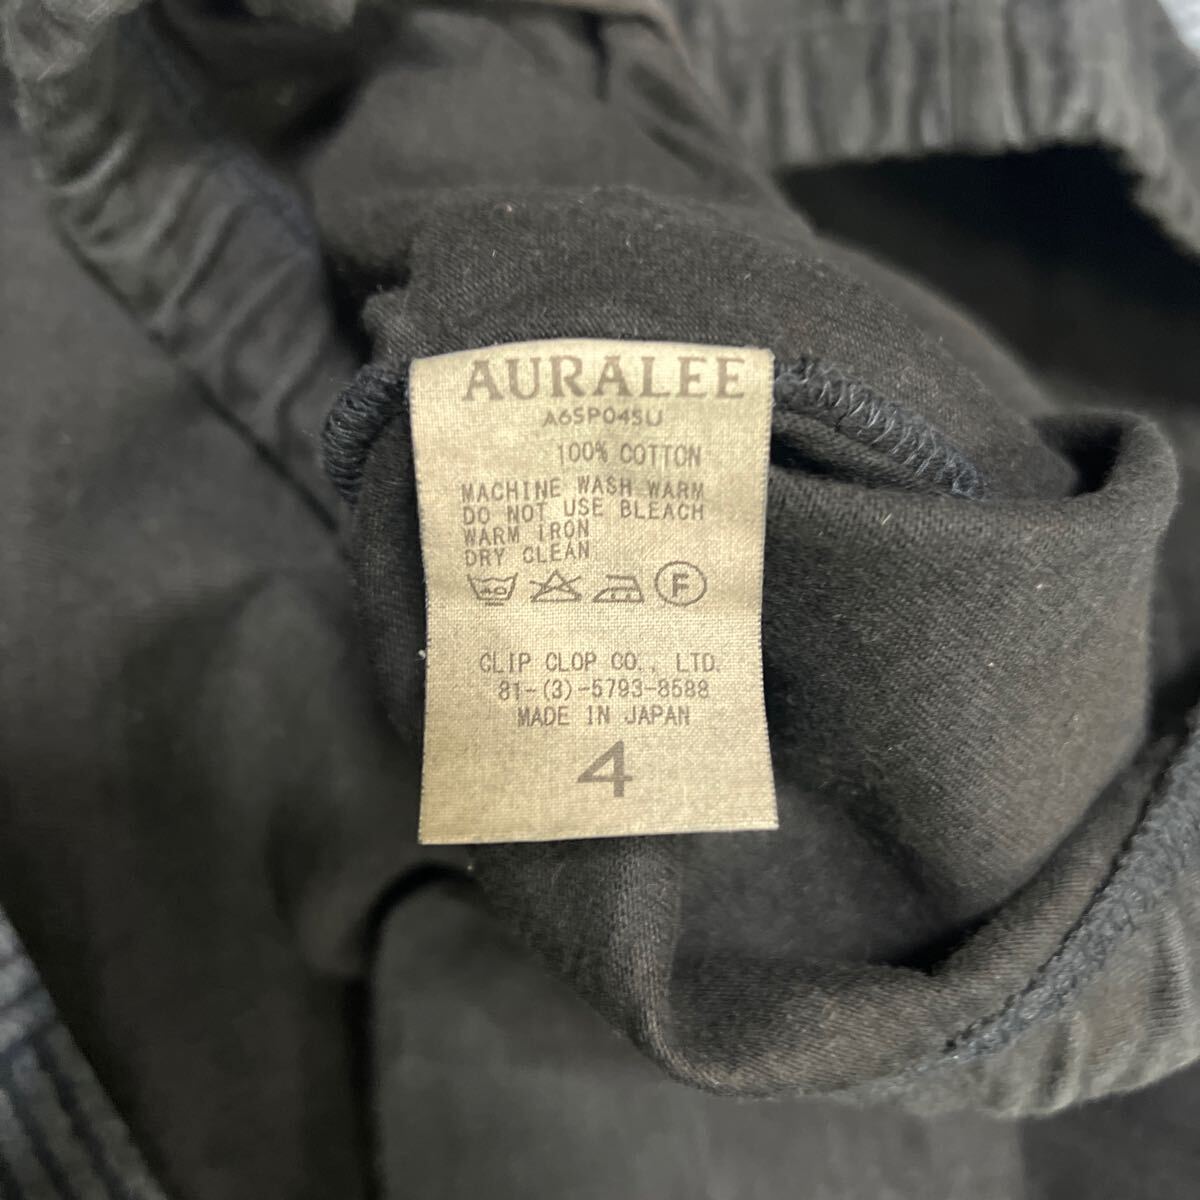 AURALEE
A6SP04SU
100% COTTON
MACHINE WASH WARM
DO NOT USE BLEACH
WARM IRON
DRY CLEAN
40 F
CLIP CLOP CO., LTD.
81-(3)-5793-8588
MADE IN JAPAN
4